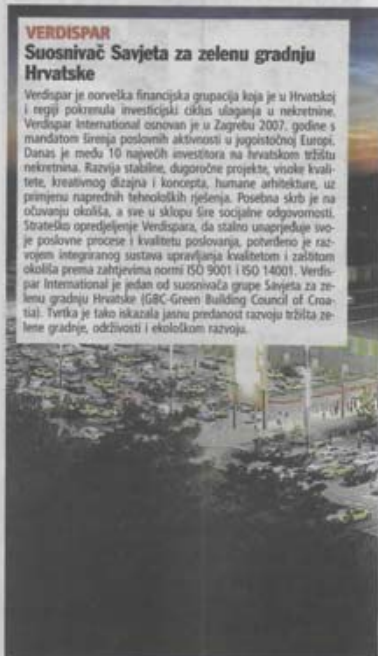 VERDISPAR
Suosnivač Savjeta za zelenu gradnju
Hrvatske
Verdispar je norveška financijska grupacija koja je u Hrvatskoj
i regiji pokrenula investicijski ciklus ulaganja u nekretnine.
Verdispar International osnovan je u Zagrebu 2007. godine s
mandatom širenja poslovnih aktivnosti u jugoistočnoj Europi.
Danas je među 10 najvećih investitora na hrvatskom tržištu
nekretnina. Razvija stabilne, dugoročne projekte, visoke kvali-
tete, kreativnog dizajna i koncepta, humane arhitekture, uz
primjenu naprednih tehnoloških rješenja. Posebna skrb je na
očuvanju okoliša, a sve u sklopu šire socijalne odgovornosti.
Strateško opredjeljenje Verdispara, da stalno unaprjeđuje svo-
je poslovne procese i kvalitetu poslovanja, potvrđeno je raz-
vojem integriranog sustava upravljanja kvalitetom i zaštitom
okoliša prema zahtjevima normi ISO 9001 i ISO 14001. Verdis-
par International je jedan od suosnivača grupe Savjeta za ze-
lenu gradnju Hrvatske (GBC-Green Building Council of Croa-
tia). Tvrtka je tako iskazala jasnu predanost razvoju tržišta ze-
lene gradnje, održivosti i ekološkom razvoju.